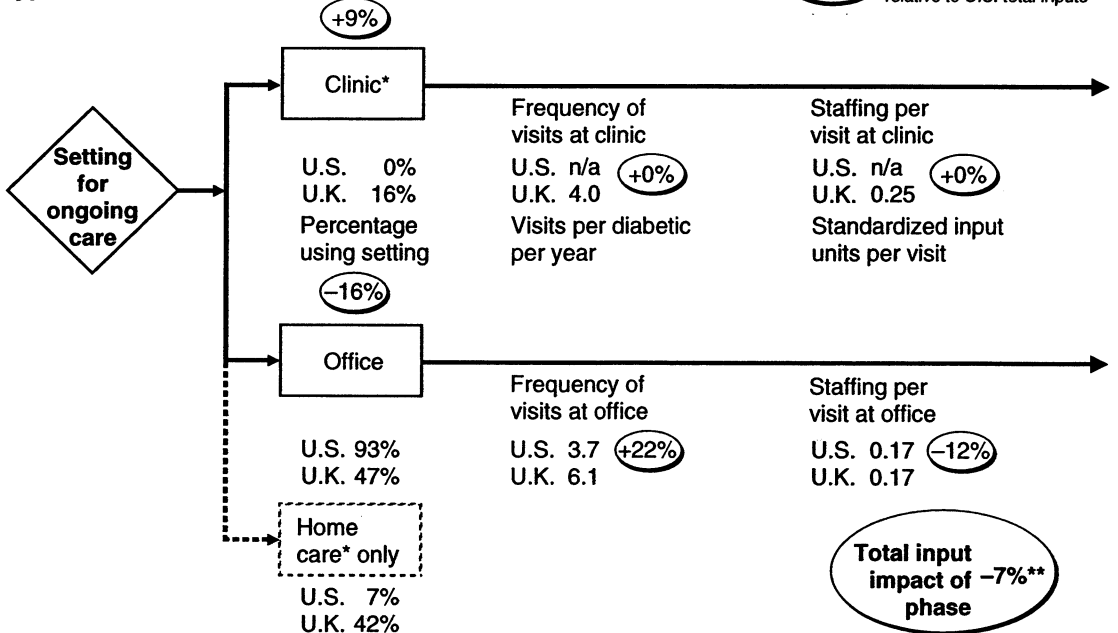 relative to U.S. total inputs
+9%
Clinic*
Setting
for
ongoing
care
Frequency of
visits at clinic
Staffing per
visit at clinic
U.S. 0%
U.K. 16%
Percentage
using setting
U.S. n/a
U.K. 4.0
+0%
Visits per diabetic
per year
U.S. n/a
U.K. 0.25
+0%
Standardized input
units per visit
–16%
Office
Frequency of
visits at office
Staffing per
visit at office
U.S. 93%
U.K. 47%
U.S. 3.7
U.K. 6.1
+22%
U.S. 0.17
U.K. 0.17
–12%
Home
care* only
U.S. 7%
U.K. 42%
Total input
impact of
phase
–7%**